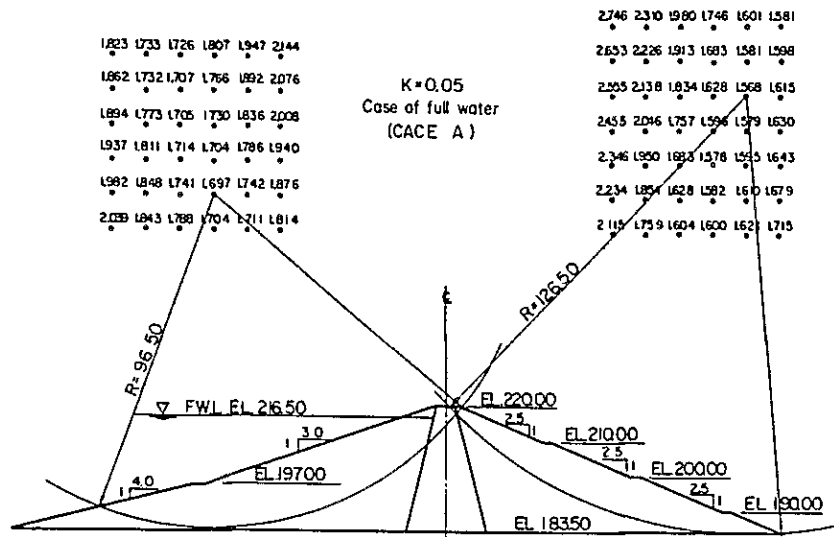 1.823 1.733 1.726 1.807 1.947 2.144
1.862 1.732 1.707 1.766 1.892 2.076
1.894 1.773 1.705 1.730 1.836 2.008
1.937 1.811 1.714 1.704 1.786 1.940
1.982 1.848 1.741 1.697 1.742 1.876
2.039 1.843 1.788 1.704 1.711 1.814
K=0.05
Case of full water
(CACE A)
2.746 2.310 1.980 1.746 1.601 1.581
2.653 2.226 1.913 1.683 1.581 1.598
2.555 2.138 1.834 1.628 1.568 1.615
2.455 2.046 1.757 1.596 1.579 1.630
2.346 1.950 1.683 1.578 1.595 1.643
2.234 1.854 1.628 1.582 1.610 1.679
2.115 1.759 1.604 1.600 1.621 1.715
R=96.50
R=126.50
℄
FWL EL 216.50
EL.220.00
3.0
1
2.5
1
EL.210.00
EL.197.00
4.0
1
2.5
1
EL.200.00
2.5
1
EL 190.00
EL 183.50